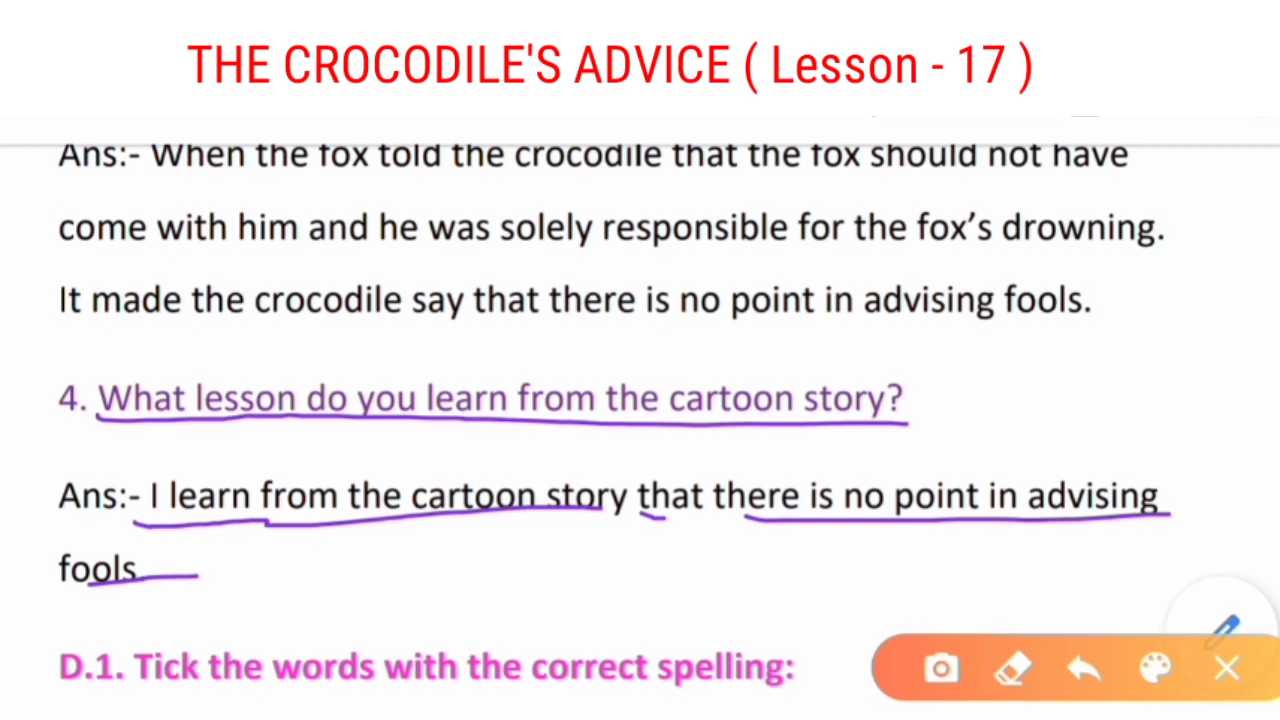 THE CROCODILE'S ADVICE ( Lesson - 17 )
Ans:- When the fox told the crocodile that the fox should not have
come with him and he was solely responsible for the fox’s drowning.
It made the crocodile say that there is no point in advising fools.
4. What lesson do you learn from the cartoon story?
Ans:- I learn from the cartoon story that there is no point in advising
fools
D.1. Tick the words with the correct spelling: